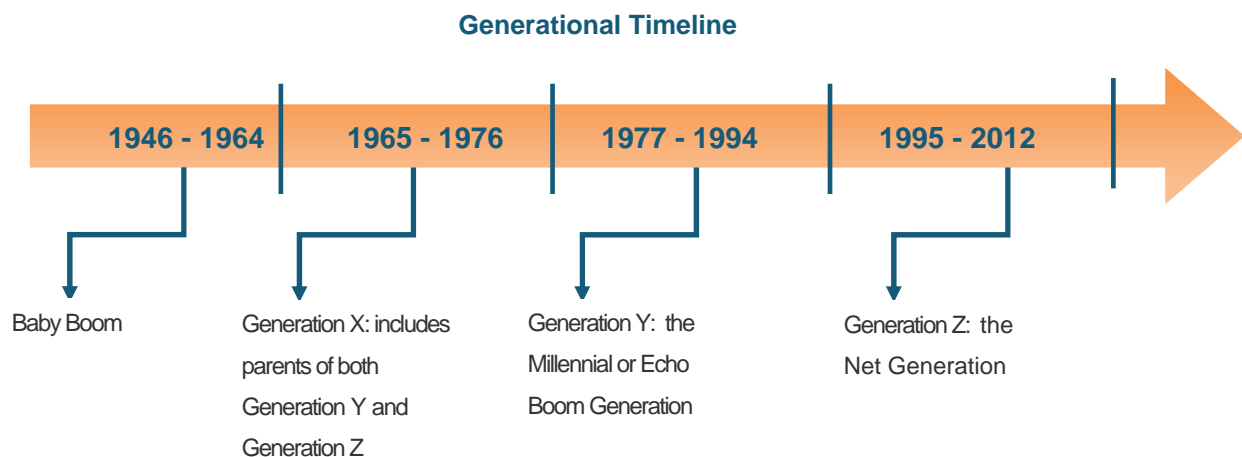 Generational Timeline
1946 - 1964
1965 - 1976
1977 - 1994
1995 - 2012
Baby Boom
Generation X: includes
parents of both
Generation Y and
Generation Z
Generation Y: the
Millennial or Echo
Boom Generation
Generation Z: the
Net Generation